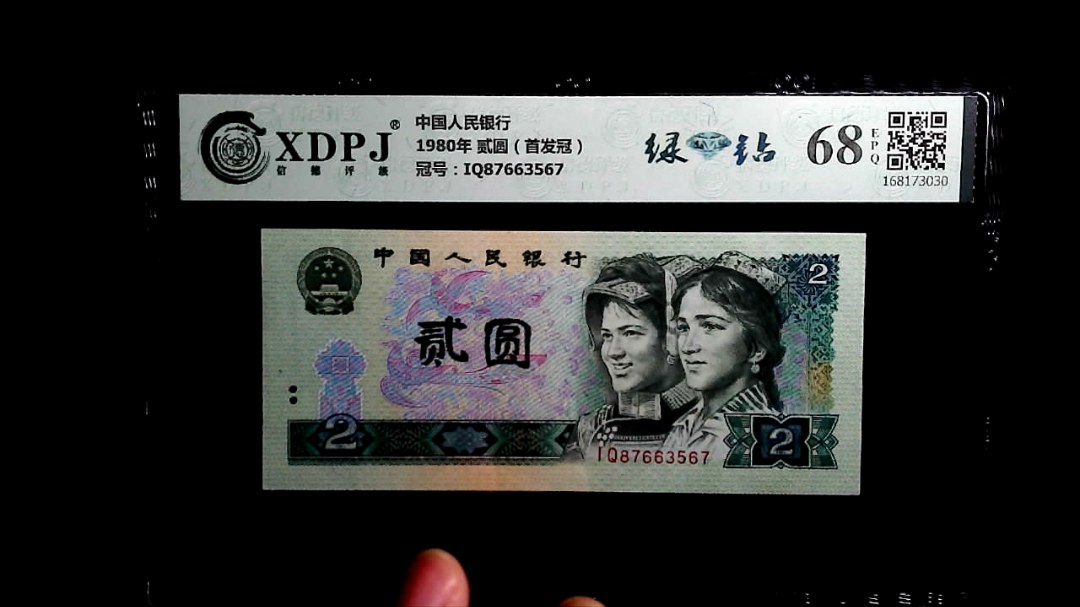 XDPJ®
信德评级
中国人民银行
1980年 贰圆（首发冠）
冠号：IQ87663567
绿钻
68
EPQ
168173030
中国人民银行
2
贰圆
2
2
IQ87663567